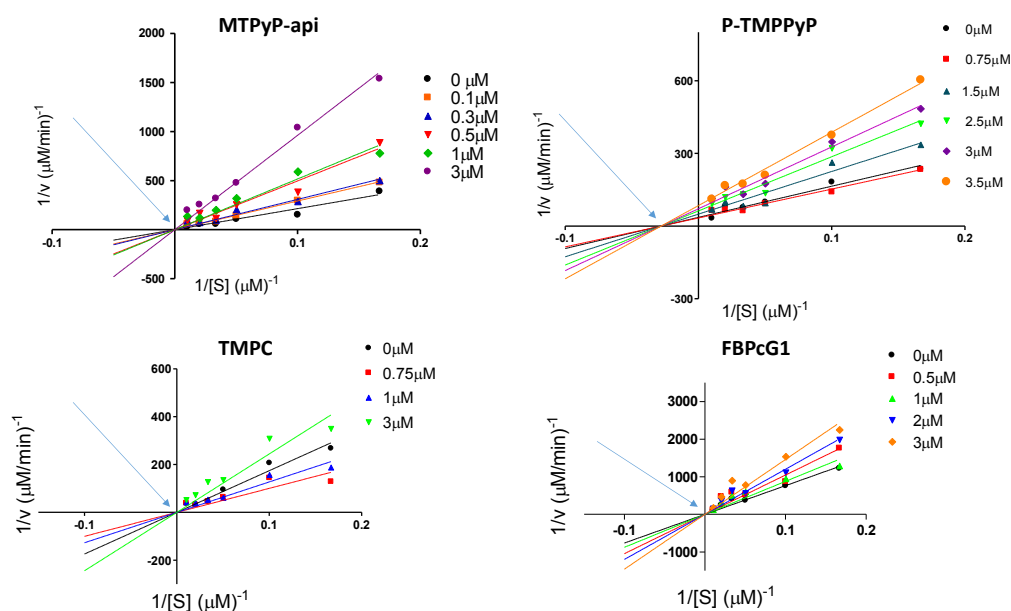 MTPyP-api
1/v (μM/min)⁻¹
2000
1500
1000
500
-500
-0.1
0.1
0.2
1/[S] (μM)⁻¹
0 μM
0.1μM
0.3μM
0.5μM
1μM
3μM
P-TMPPyP
1/v (μM/min)⁻¹
600
300
-300
-0.1
0.1
0.2
1/[S] (μM)⁻¹
0μM
0.75μM
1.5μM
2.5μM
3μM
3.5μM
TMPC
1/v (μM/min)⁻¹
600
400
200
-200
-0.1
0.1
0.2
1/[S] (μM)⁻¹
0μM
0.75μM
1μM
3μM
FBPcG1
1/v (μM/min)⁻¹
3000
2000
1000
-1000
-0.1
0.1
0.2
1/[S] (μM)⁻¹
0μM
0.5μM
1μM
2μM
3μM